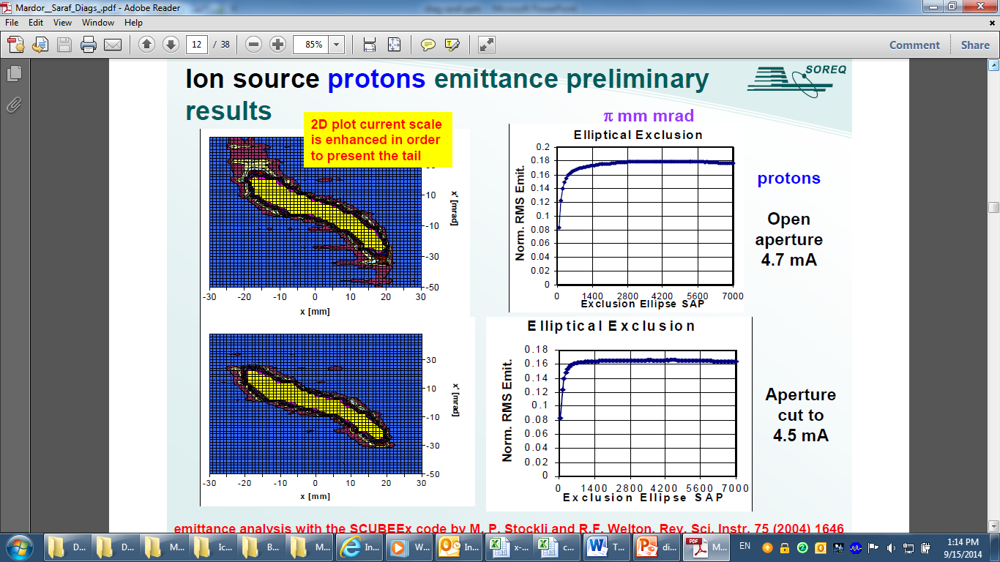 Mardor__Saraf_Diags_.pdf - Adobe Reader
File Edit View Window Help
12 / 38
85%
Comment Share
Ion source protons emittance preliminary
results
SOREQ
2D plot current scale
is enhanced in order
to present the tail
π mm mrad
Elliptical Exclusion
0.2
0.18
0.16
0.14
0.12
0.1
0.08
0.06
0.04
0.02
0
Norm. RMS Emit.
0 1400 2800 4200 5600 7000
Exclusion Ellipse SAP
10
-10
-30
-50
x' [mrad]
-30 -20 -10 0 10 20 30
x [mm]
protons
Open
aperture
4.7 mA
Elliptical Exclusion
0.18
0.16
0.14
0.12
0.1
0.08
0.06
0.04
0.02
0
Norm. RMS Emit.
0 1400 2800 4200 5600 7000
Exclusion Ellipse SAP
30
10
-10
-30
-50
x' [mrad]
-30 -20 -10 0 10 20 30
x [mm]
Aperture
cut to
4.5 mA
emittance analysis with the SCUBEEx code by M. P. Stockli and R.F. Welton, Rev. Sci. Instr. 75 (2004) 1646
D... D... M... Ic... B... M... In... W... In... x-... c... T... di... M...
EN
1:14 PM
9/15/2014